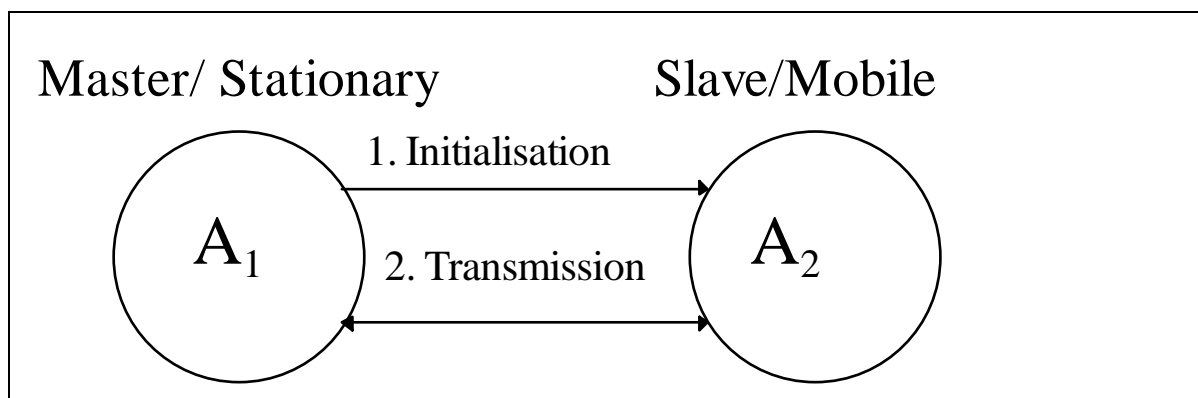 Master/ Stationary Slave/Mobile
1. Initialisation
A₁ A₂
2. Transmission